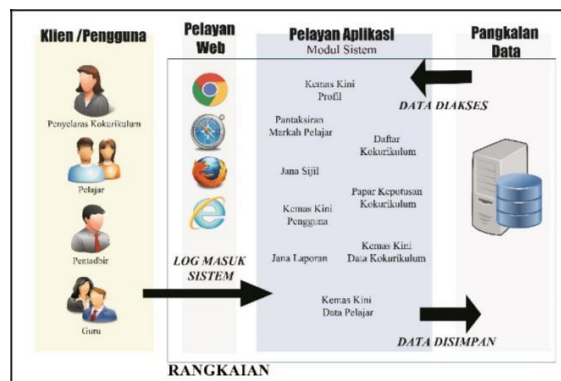 Klien /Pengguna
Penyelaras Kokurikulum
Pelajar
Pentadbir
Guru
Pelayan
Web
LOG MASUK
SISTEM
Pelayan Aplikasi
Modul Sistem
Kemas Kini
Profil
Pantaksiran
Markah Pelajar
Daftar
Kokurikulum
Jana Sijil
Papar Keputusan
Kokurikulum
Kemas Kini
Pengguna
Jana Laporan
Kemas Kini
Data Kokurikulum
Kemas Kini
Data Pelajar
Pangkalan
Data
DATA DIAKSES
DATA DISIMPAN
RANGKAIAN